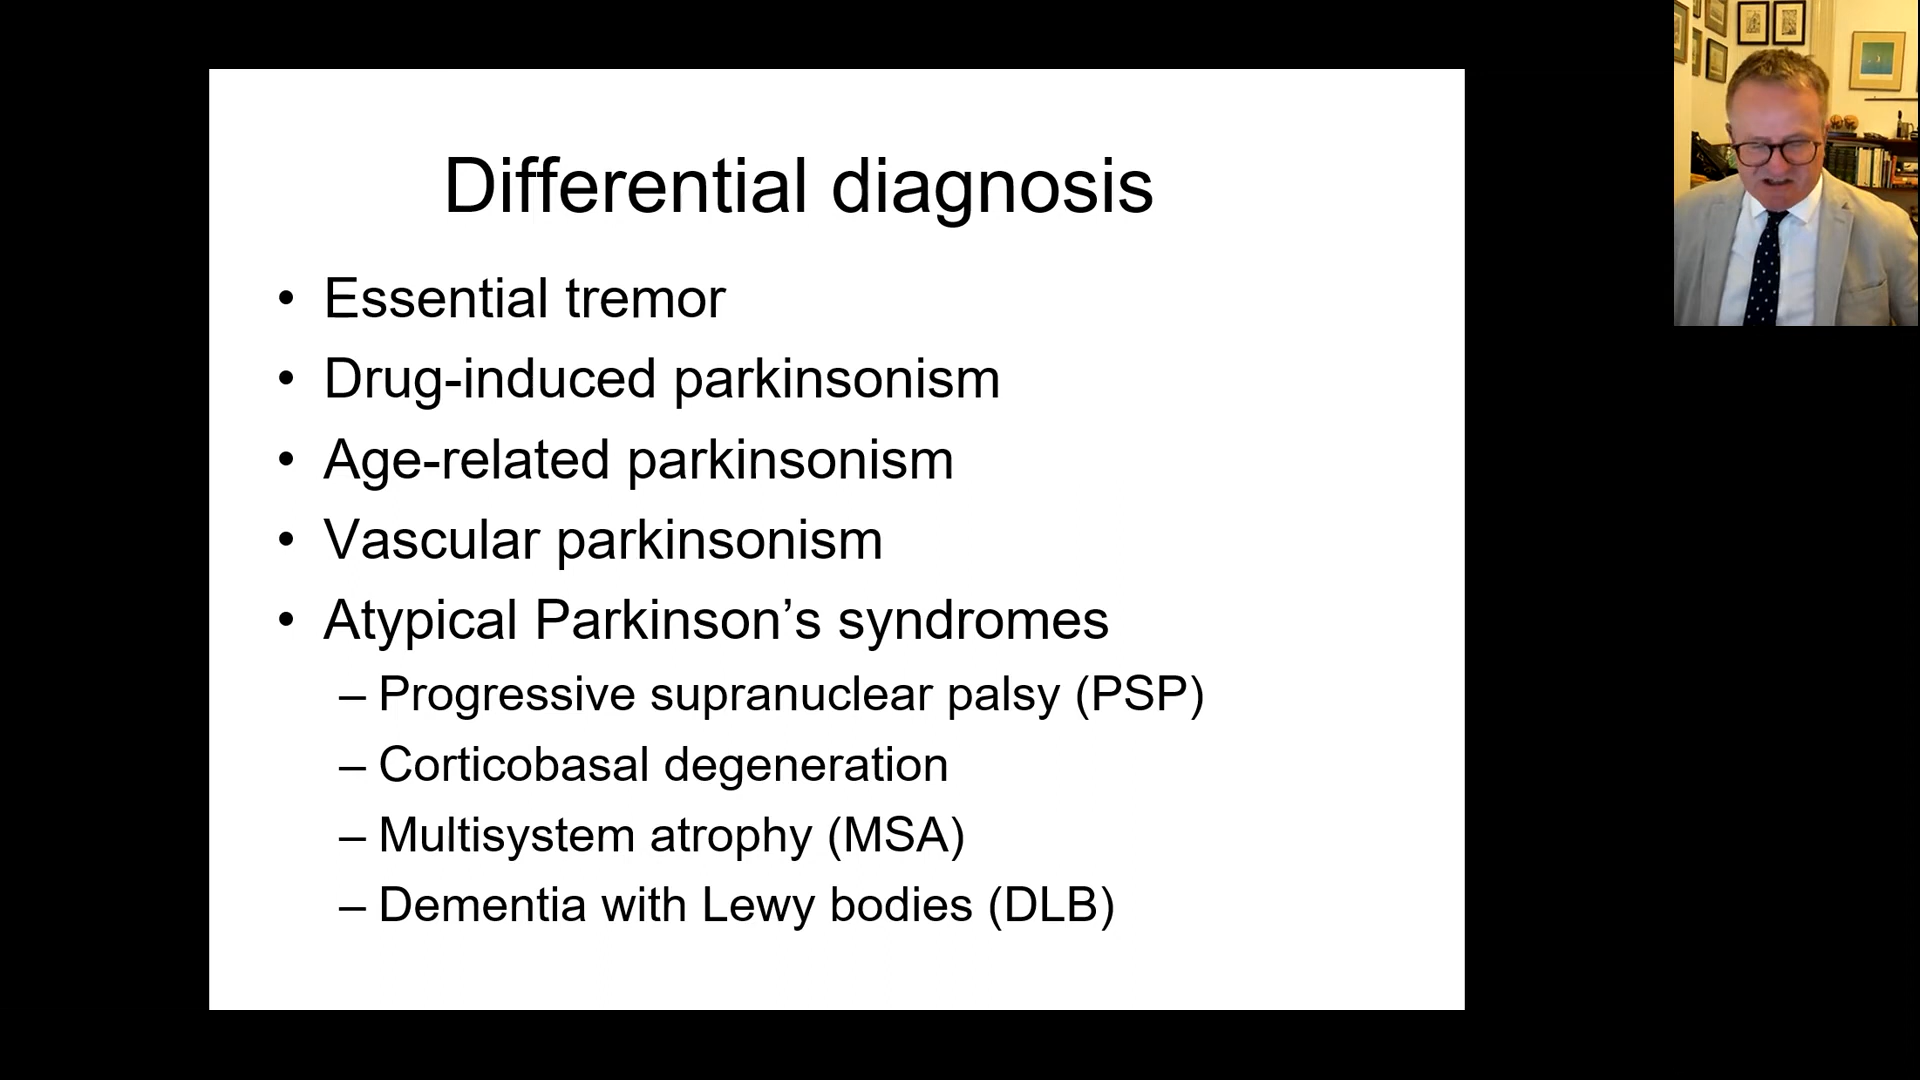 Differential diagnosis
• Essential tremor
• Drug-induced parkinsonism
• Age-related parkinsonism
• Vascular parkinsonism
• Atypical Parkinson’s syndromes
– Progressive supranuclear palsy (PSP)
– Corticobasal degeneration
– Multisystem atrophy (MSA)
– Dementia with Lewy bodies (DLB)